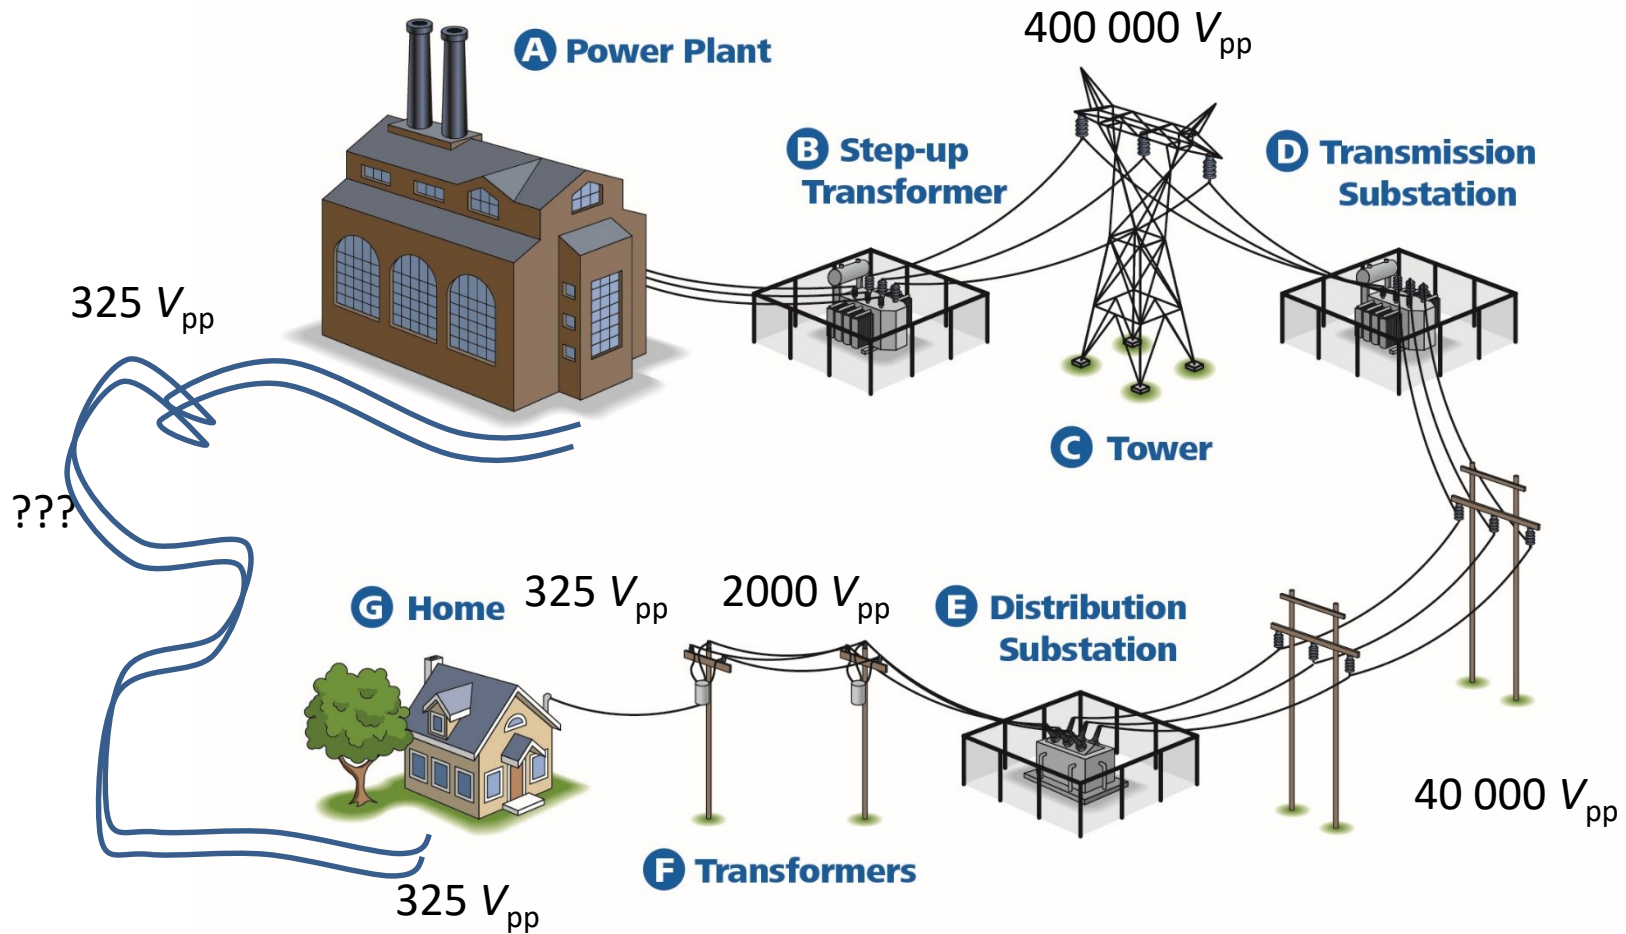 A Power Plant
400 000 Vpp
B Step-up
Transformer
D Transmission
Substation
325 Vpp
C Tower
???
G Home
325 Vpp
2000 Vpp
E Distribution
Substation
40 000 Vpp
F Transformers
325 Vpp